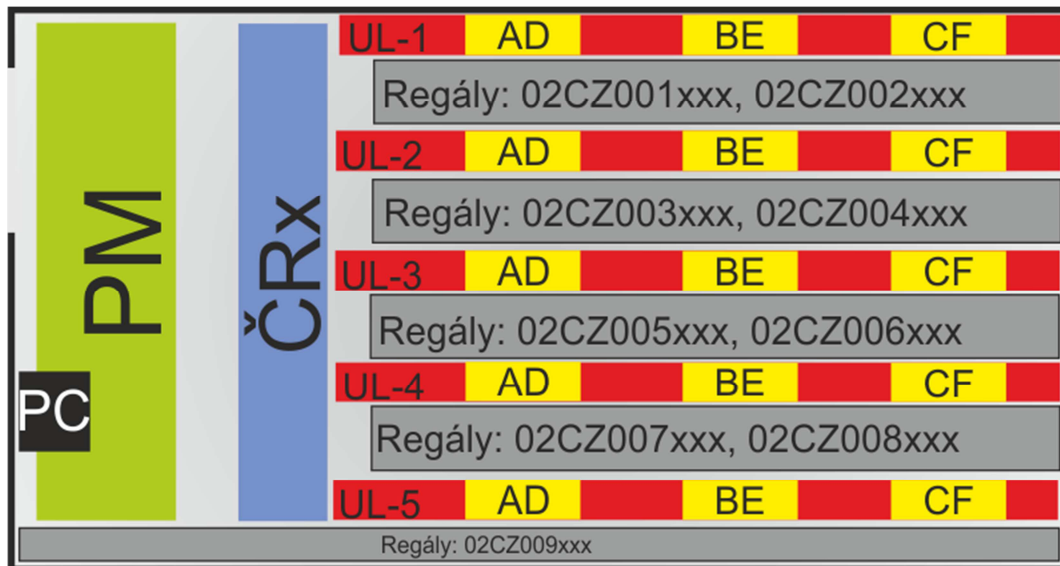 PM
ČRx
PC
UL-1 AD BE CF
Regály: 02CZ001xxx, 02CZ002xxx
UL-2 AD BE CF
Regály: 02CZ003xxx, 02CZ004xxx
UL-3 AD BE CF
Regály: 02CZ005xxx, 02CZ006xxx
UL-4 AD BE CF
Regály: 02CZ007xxx, 02CZ008xxx
UL-5 AD BE CF
Regály: 02CZ009xxx